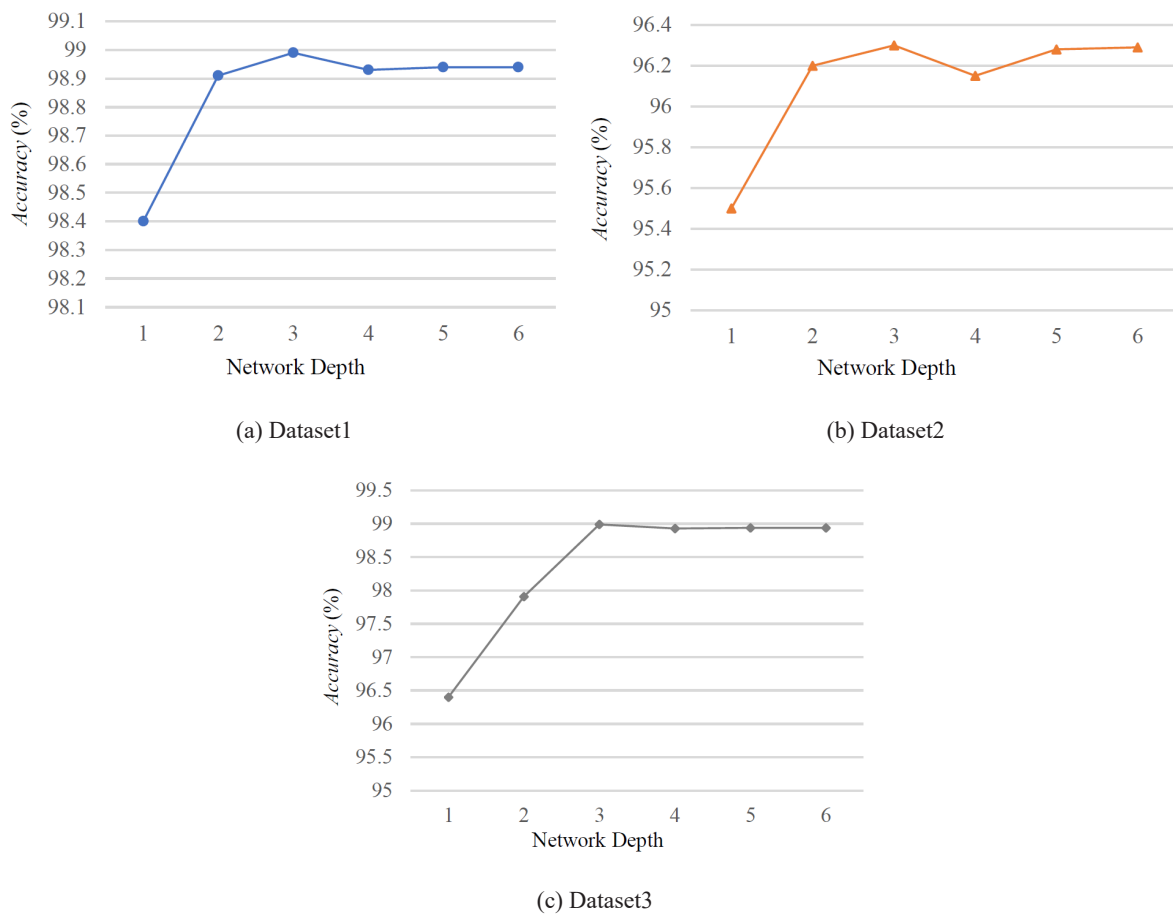 99.1
99
98.9
98.8
98.7
98.6
98.5
98.4
98.3
98.2
98.1
Accuracy (%)
1 2 3 4 5 6
Network Depth
(a) Dataset1
96.4
96.2
96
95.8
95.6
95.4
95.2
95
Accuracy (%)
1 2 3 4 5 6
Network Depth
(b) Dataset2
99.5
99
98.5
98
97.5
97
96.5
96
95.5
95
Accuracy (%)
1 2 3 4 5 6
Network Depth
(c) Dataset3